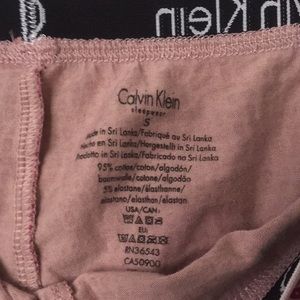 Calvin Klein
Calvin Klein
sleepwear
S
Made in Sri Lanka/Fabriqué au Sri Lanka
Hecho en Sri Lanka/Hergestellt in Sri Lanka
Prodotto in Sri Lanka/Fabricado na Sri Lanka
95% cotton/coton/algodón/
baumwolle/cotone/algodão
5% elastane/élasthanne/
elastan/elastano/elastan
USA/CAN:
EU:
RN36543
CA50900